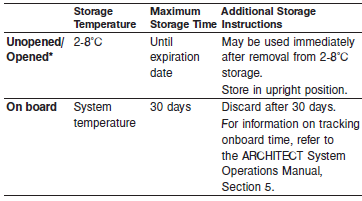 Storage Maximum Additional Storage
Temperature Storage Time Instructions
Unopened/ 2-8°C Until May be used immediately
Opened* expiration after removal from 2-8°C
date storage.
Store in upright position.
On board System 30 days Discard after 30 days.
temperature For information on tracking
onboard time, refer to
the ARCHITECT System
Operations Manual,
Section 5.